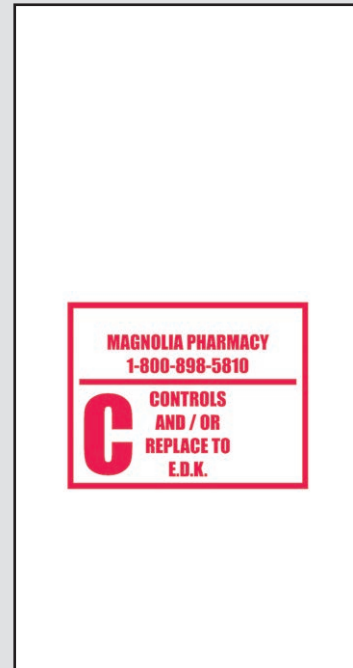 MAGNOLIA PHARMACY
1-800-898-5810
C
CONTROLS
AND / OR
REPLACE TO
E.D.K.